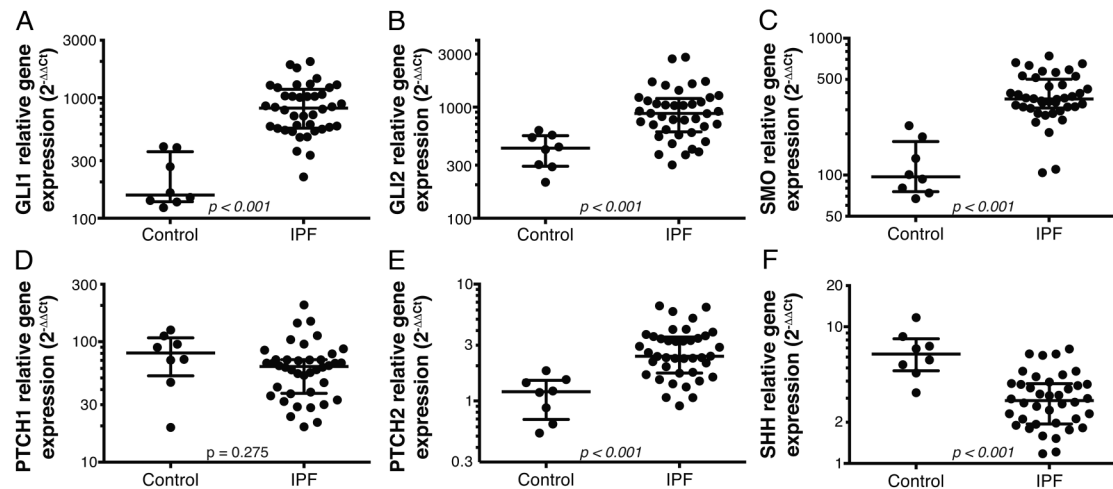 A
GLI1 relative gene
expression (2-ΔΔCt)
3000
1000
300
100
p < 0.001
Control
IPF
B
GLI2 relative gene
expression (2-ΔΔCt)
3000
1000
300
100
p < 0.001
Control
IPF
C
SMO relative gene
expression (2-ΔΔCt)
1000
500
100
50
p < 0.001
Control
IPF
D
PTCH1 relative gene
expression (2-ΔΔCt)
300
100
30
10
p = 0.275
Control
IPF
E
PTCH2 relative gene
expression (2-ΔΔCt)
10
1
0.3
p < 0.001
Control
IPF
F
SHH relative gene
expression (2-ΔΔCt)
20
10
2
1
p < 0.001
Control
IPF